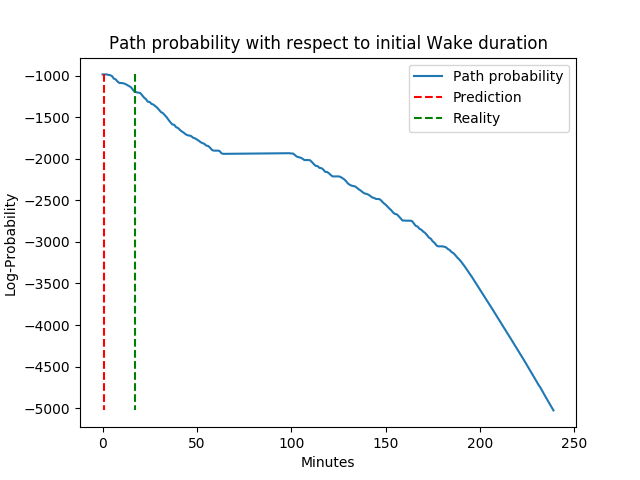 Path probability with respect to initial Wake duration
Path probability
Prediction
Reality
−1000
−1500
−2000
−2500
−3000
−3500
−4000
−4500
−5000
Log-Probability
0 50 100 150 200 250
Minutes